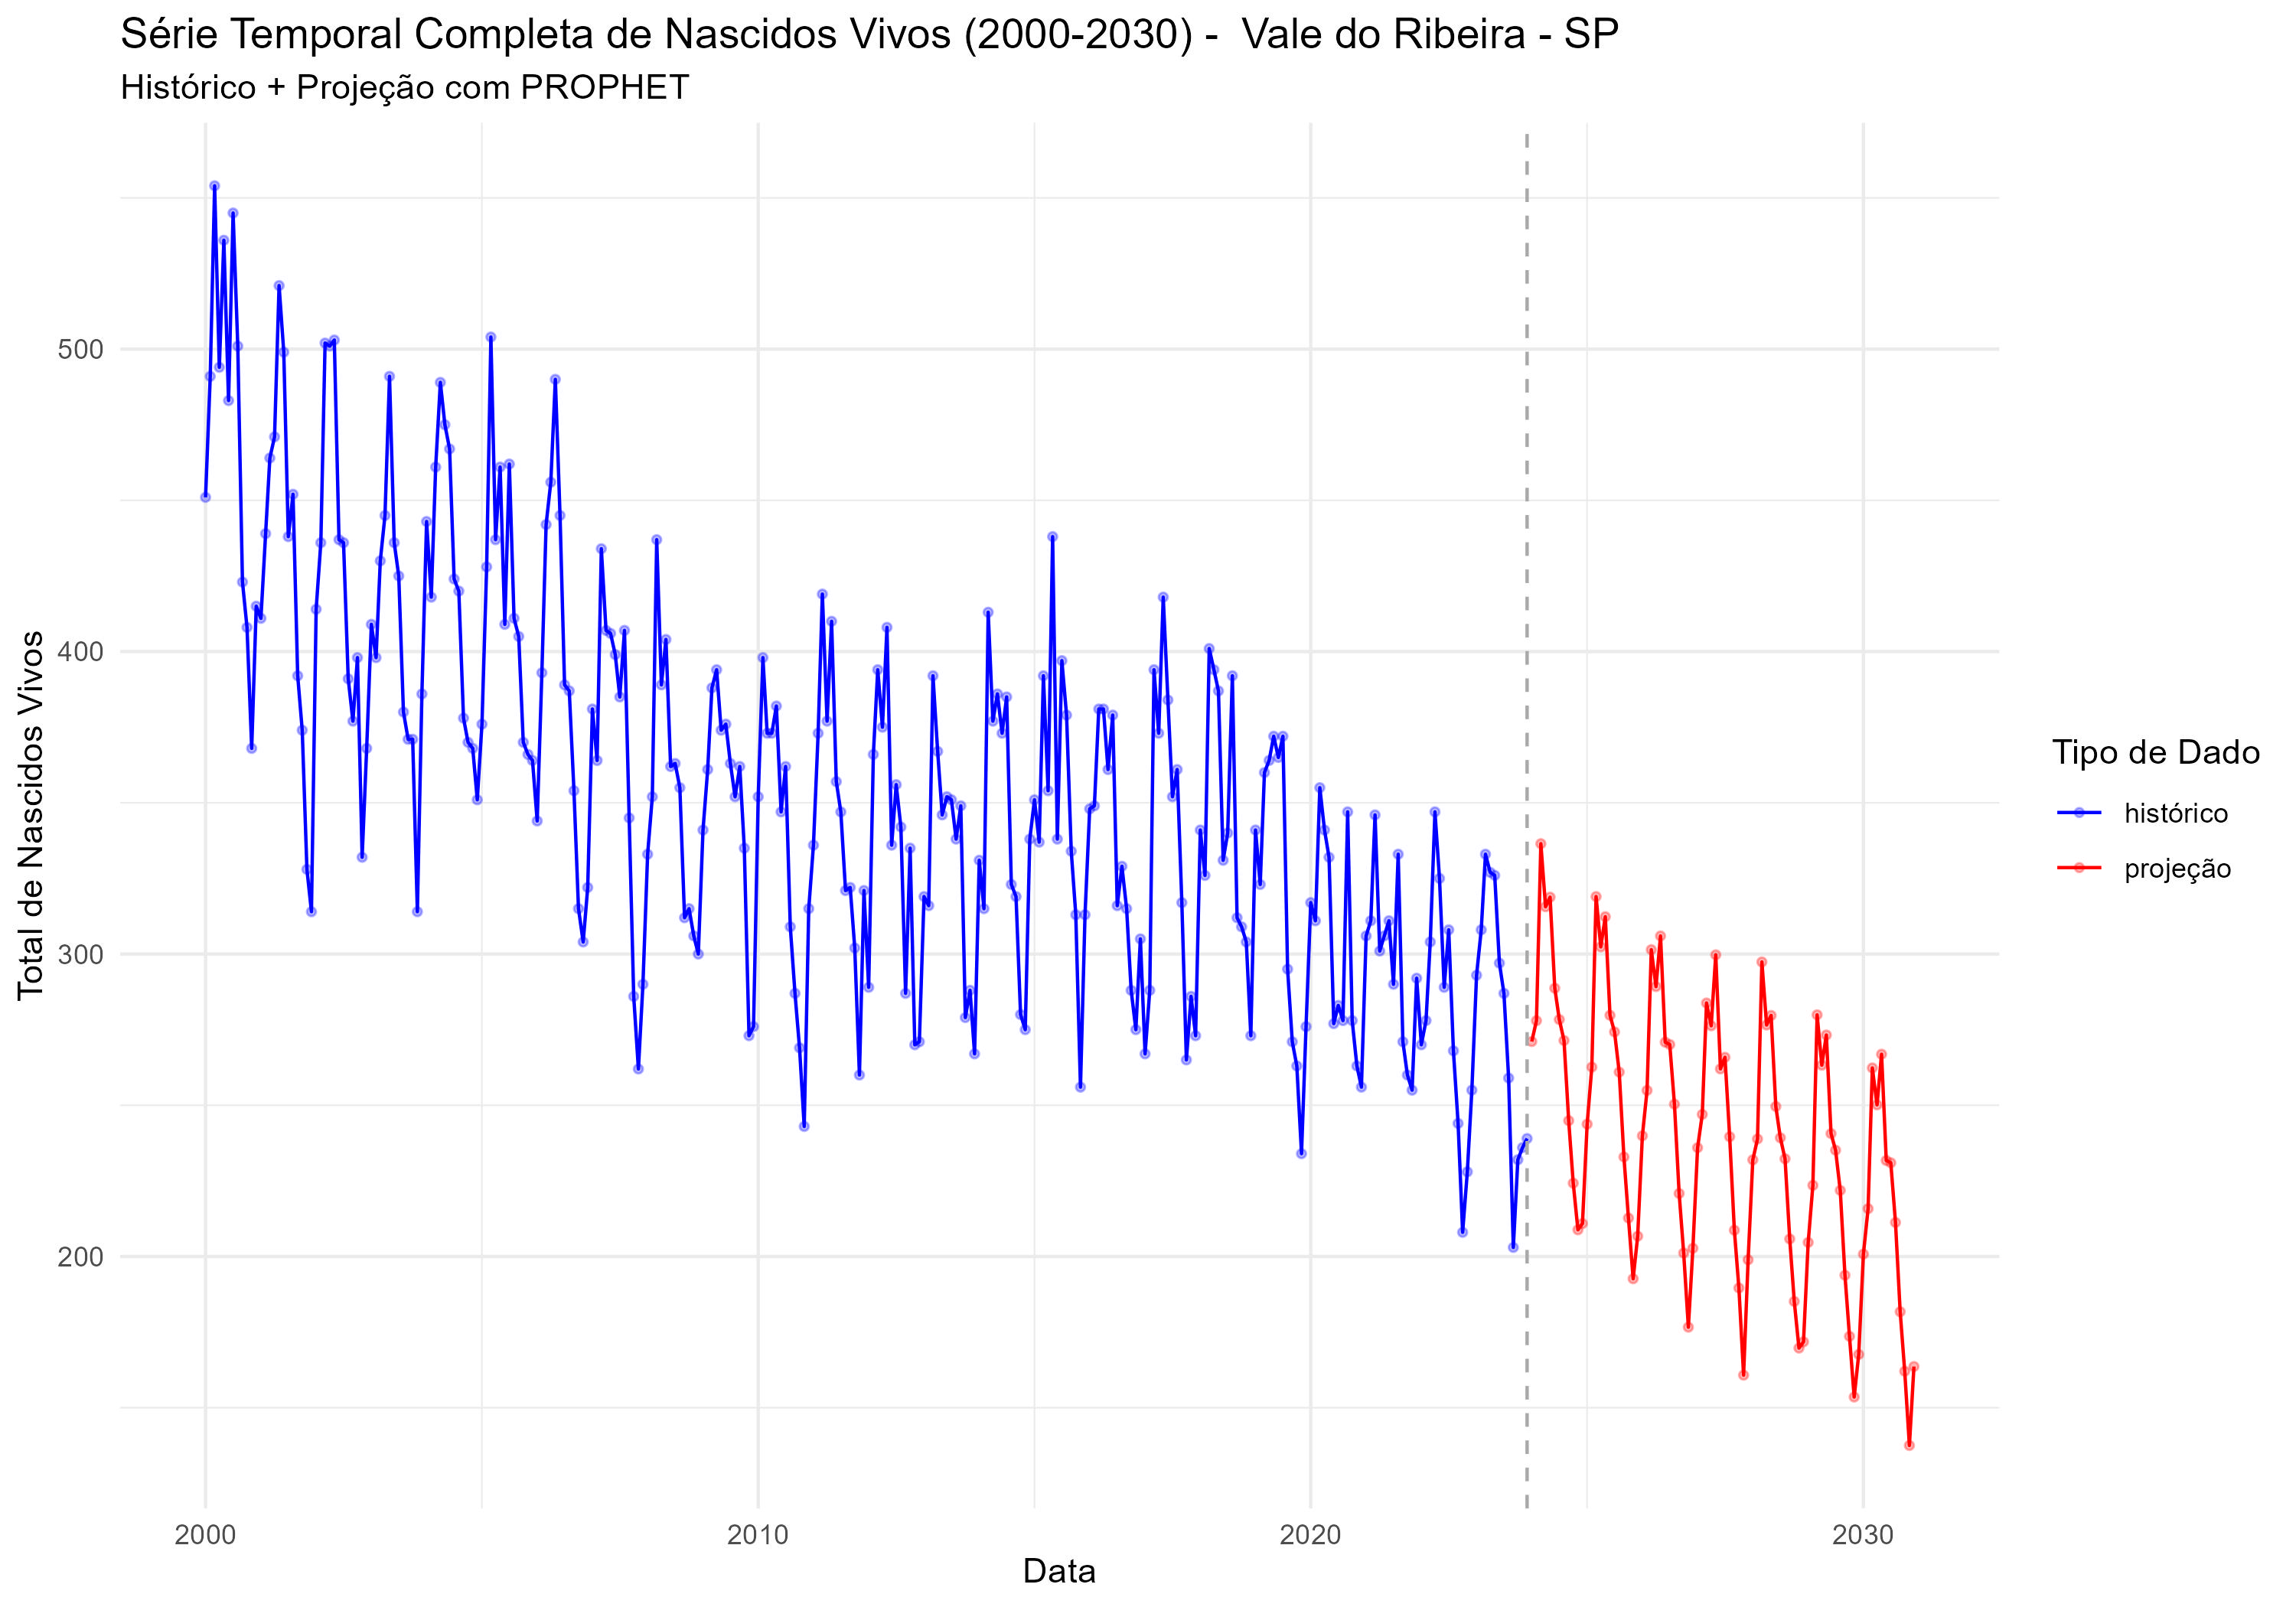 Série Temporal Completa de Nascidos Vivos (2000-2030) -  Vale do Ribeira - SP
Histórico + Projeção com PROPHET
Total de Nascidos Vivos
500
400
300
200
2000
2010
2020
2030
Data
Tipo de Dado
histórico
projeção